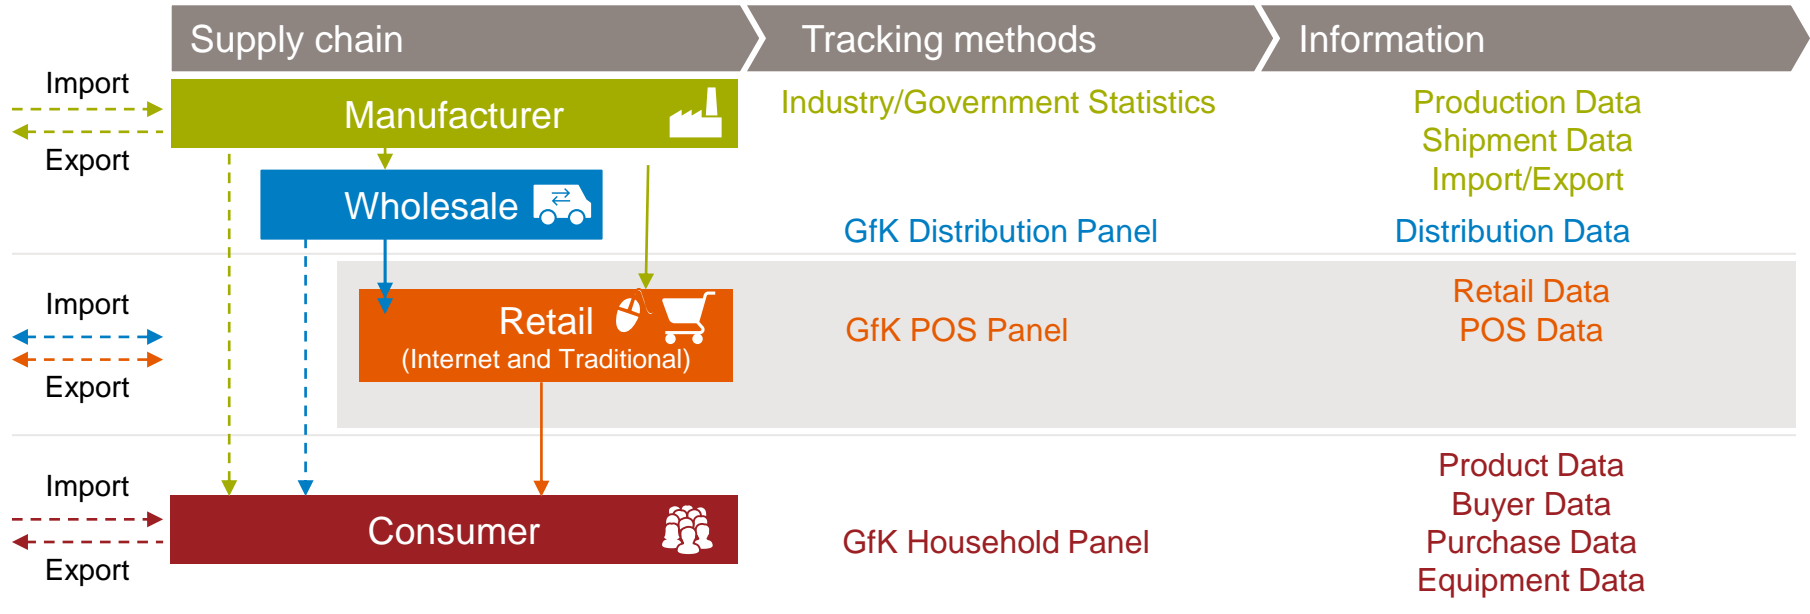 Supply chain
Tracking methods
Information
Import
Export
Manufacturer
Industry/Government Statistics
Production Data
Shipment Data
Import/Export
Wholesale
GfK Distribution Panel
Distribution Data
Import
Export
Retail
(Internet and Traditional)
GfK POS Panel
Retail Data
POS Data
Import
Export
Consumer
GfK Household Panel
Product Data
Buyer Data
Purchase Data
Equipment Data